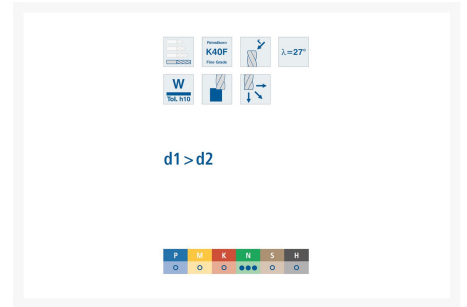 Feinstkorn
K40F
Fine Grade
λ=27°
W
Tol. h10
d1 > d2
P M K N S H